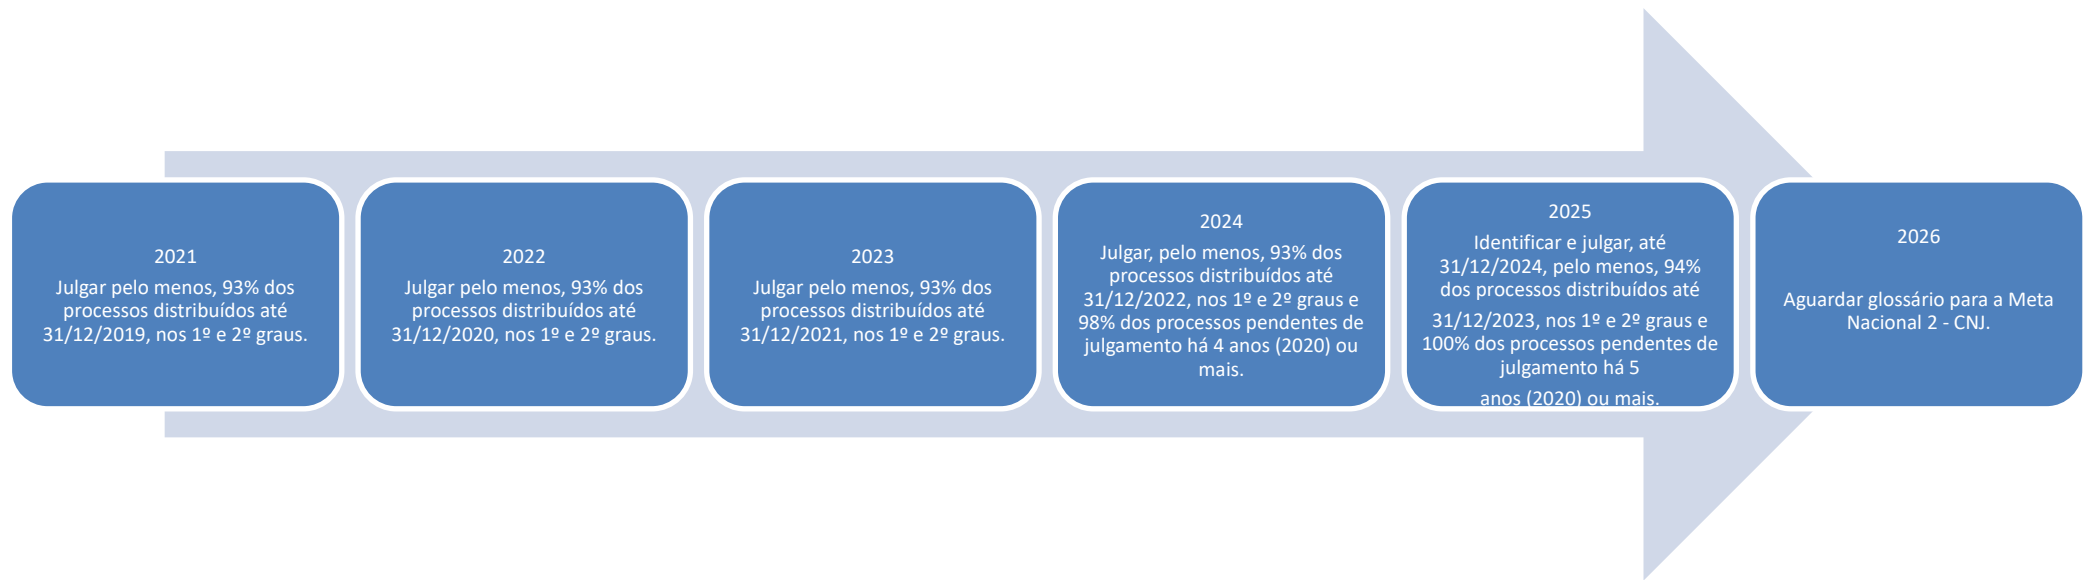 2021
Julgar pelo menos, 93% dos
processos distribuídos até
31/12/2019, nos 1º e 2º graus.
2022
Julgar pelo menos, 93% dos
processos distribuídos até
31/12/2020, nos 1º e 2º graus.
2023
Julgar pelo menos, 93% dos
processos distribuídos até
31/12/2021, nos 1º e 2º graus.
2024
Julgar, pelo menos, 93% dos
processos distribuídos até
31/12/2022, nos 1º e 2º graus e
98% dos processos pendentes de
julgamento há 4 anos (2020) ou
mais.
2025
Identificar e julgar, até
31/12/2024, pelo menos, 94%
dos processos distribuídos até
31/12/2023, nos 1º e 2º graus e
100% dos processos pendentes de
julgamento há 5
anos (2020) ou mais.
2026
Aguardar glossário para a Meta
Nacional 2 - CNJ.